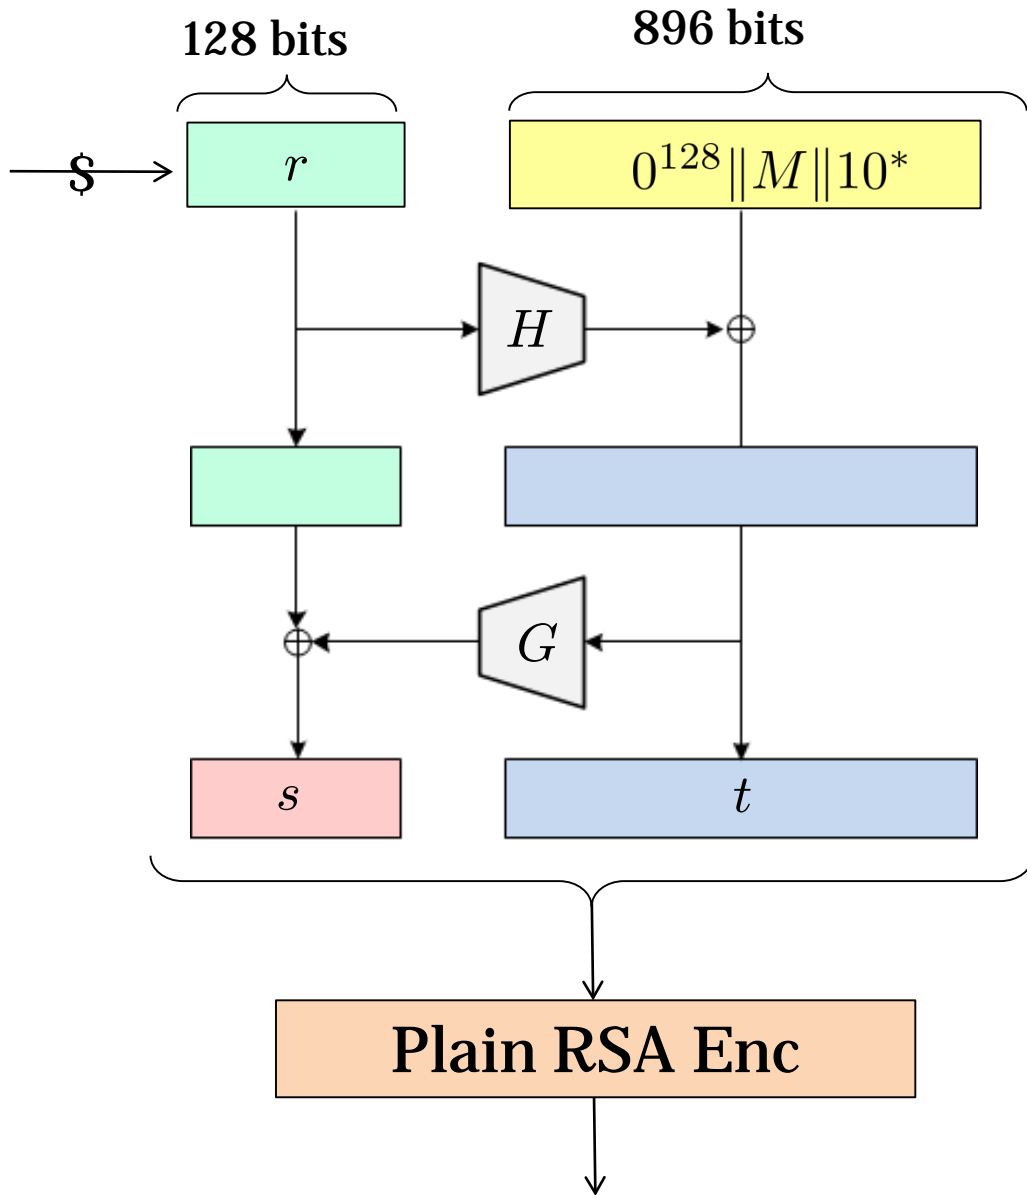 128 bits
896 bits
$
r
0^{128}||M||10*
H
⊕
⊕
G
s
t
Plain RSA Enc